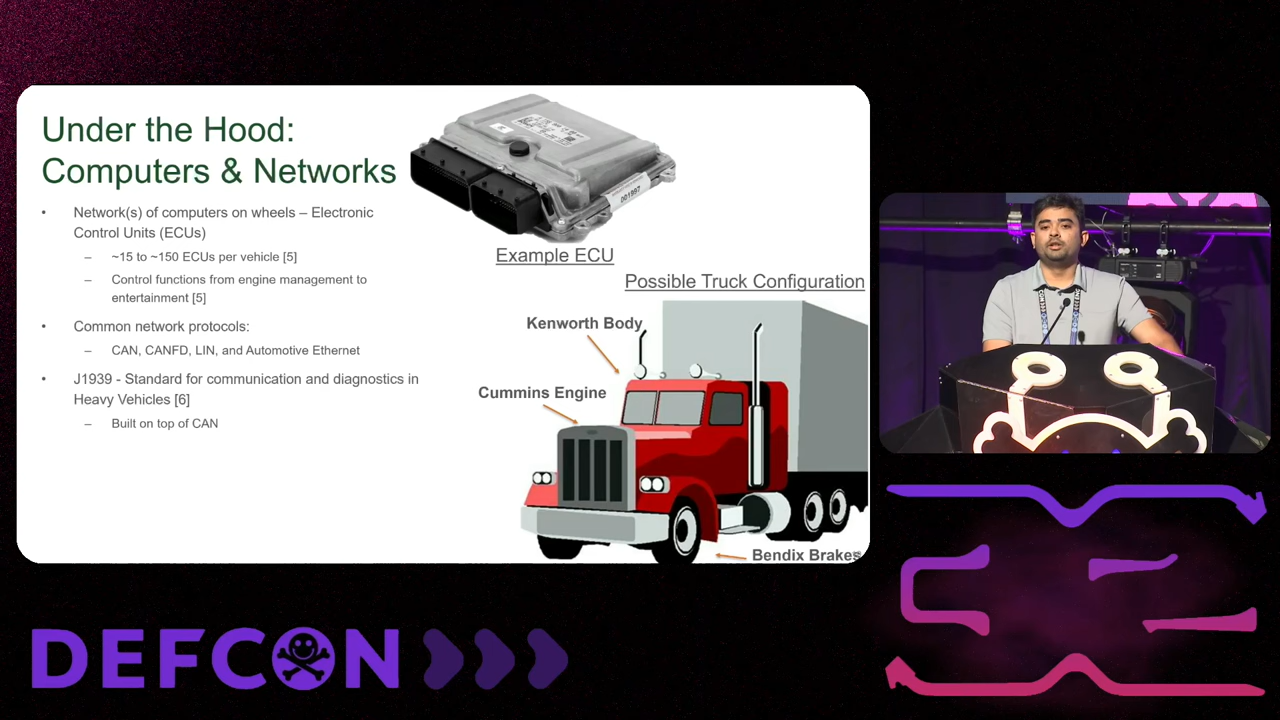 Under the Hood:
Computers & Networks
• Network(s) of computers on wheels – Electronic
Control Units (ECUs)
– ~15 to ~150 ECUs per vehicle [5]
– Control functions from engine management to
entertainment [5]
• Common network protocols:
– CAN, CANFD, LIN, and Automotive Ethernet
• J1939 - Standard for communication and diagnostics in
Heavy Vehicles [6]
– Built on top of CAN
001997
Example ECU
Possible Truck Configuration
Kenworth Body
Cummins Engine
Bendix Brakes
DEFCON